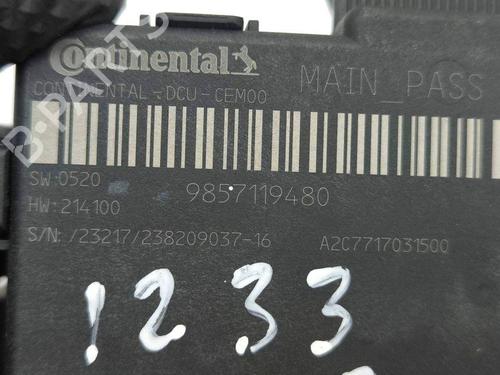 Continental
MAIN_PASS
CONTINENTAL-DCU-CEM00
SW:0520
9857119480
HW:214100
S/N: /23217/238209037-16 A2C7717031500
1233
B-PARTS